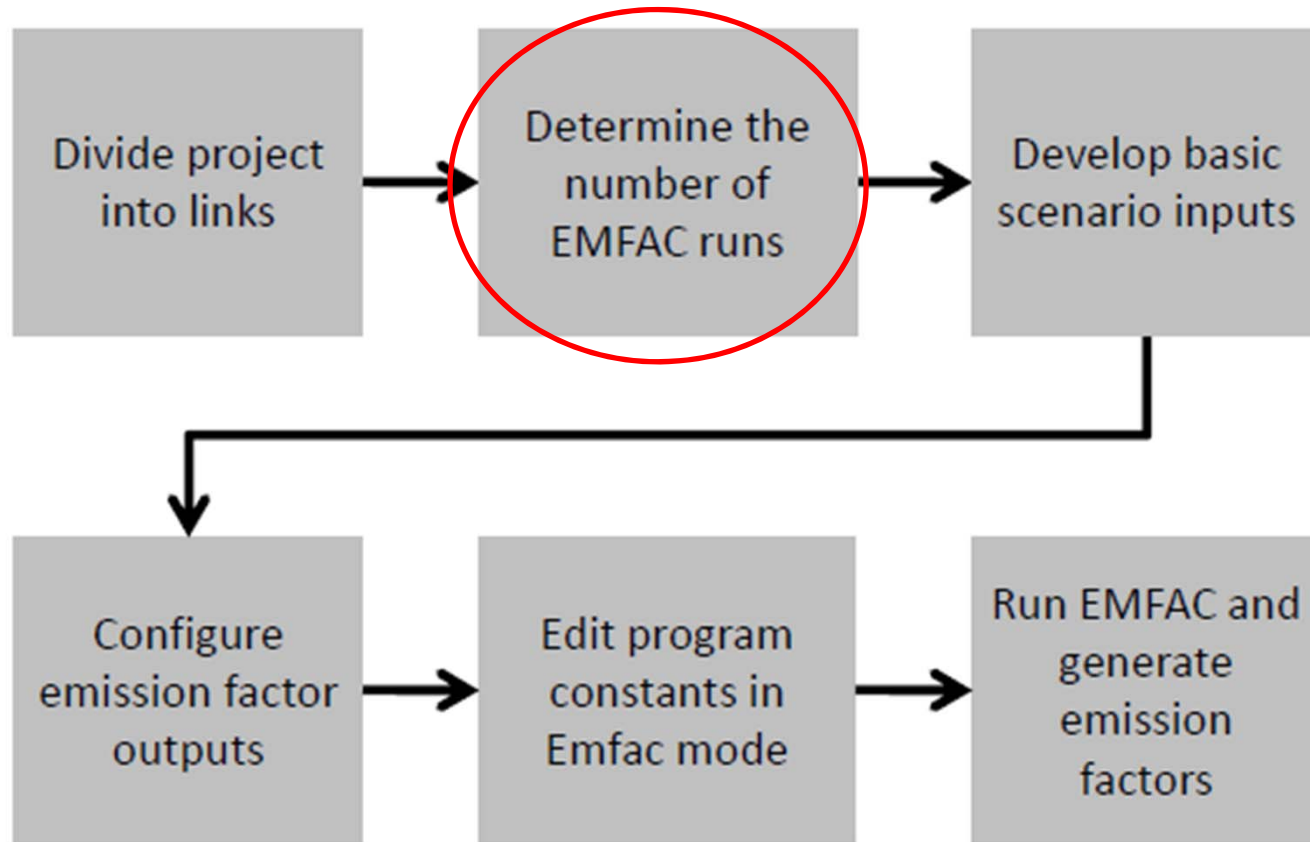 Divide project
into links
Determine the
number of
EMFAC runs
Develop basic
scenario inputs
Configure
emission factor
outputs
Edit program
constants in
Emfac mode
Run EMFAC and
generate
emission
factors